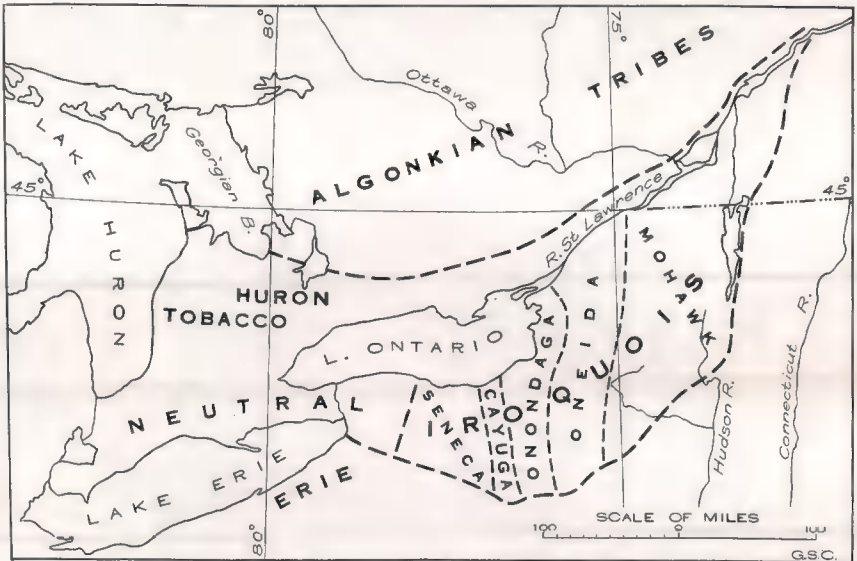 80°
75°
TRIBES
Ottawa R.
LAKE HURON
Georgian B.
ALGONKIAN
45°
45°
R. St Lawrence
MOHAWK
HURON
TOBACCO
ONEIDA
L. ONTARIO
ONONDAGA
IROQUOIS
NEUTRAL
SENECA
CAYUGA
Hudson R.
Connecticut R.
LAKE ERIE
ERIE
80°
75°
SCALE OF MILES
100 0 100
G.S.C.